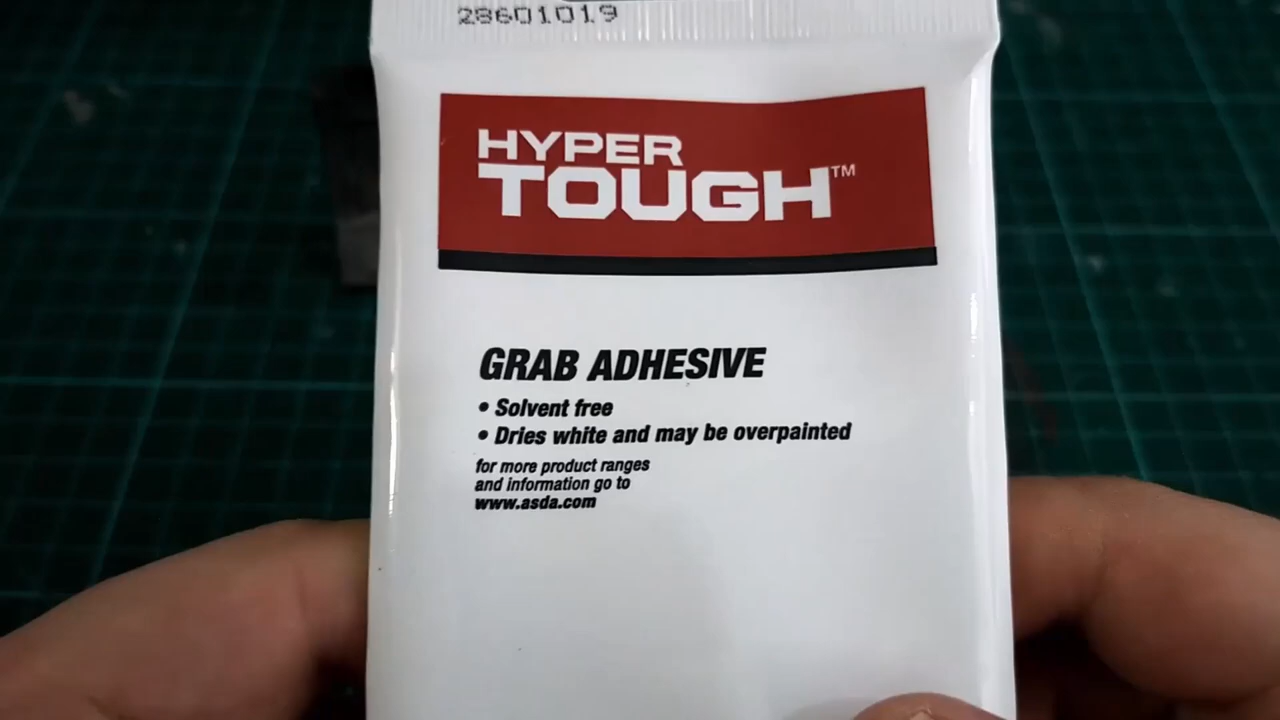 28601019
HYPER
TOUGH™
GRAB ADHESIVE
• Solvent free
• Dries white and may be overpainted
for more product ranges
and information go to
www.asda.com